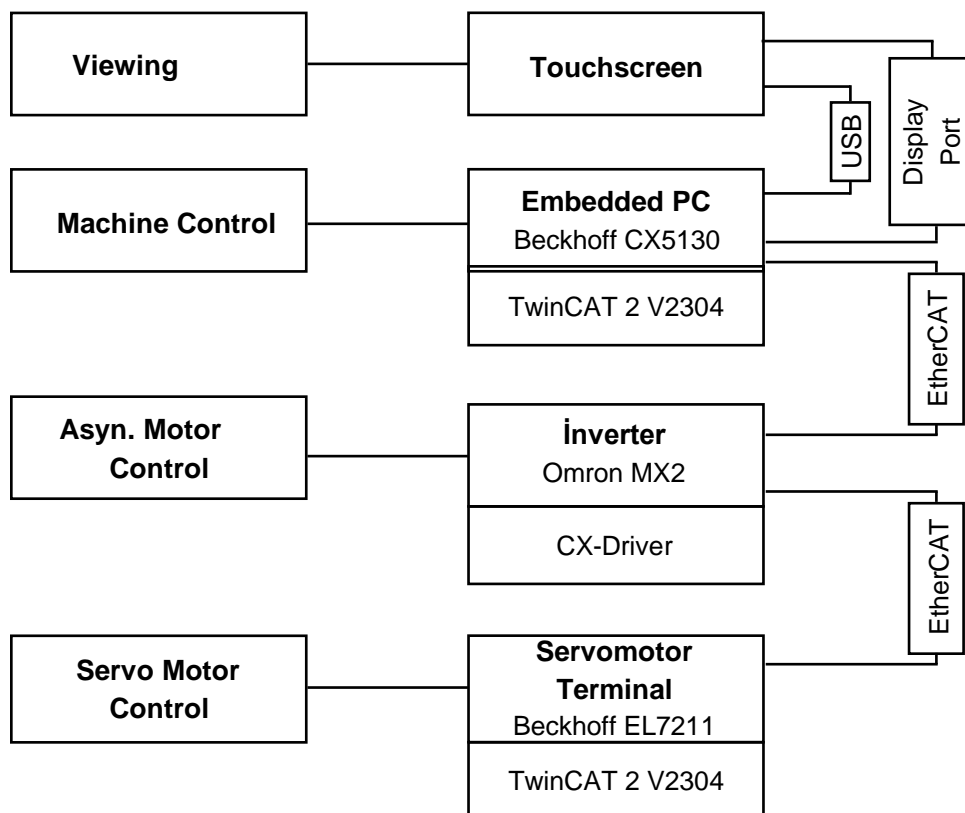 Viewing
Touchscreen
USB
Display
Port
Machine Control
Embedded PC
Beckhoff CX5130
TwinCAT 2 V2304
EtherCAT
Asyn. Motor
Control
İnverter
Omron MX2
CX-Driver
EtherCAT
Servo Motor
Control
Servomotor
Terminal
Beckhoff EL7211
TwinCAT 2 V2304